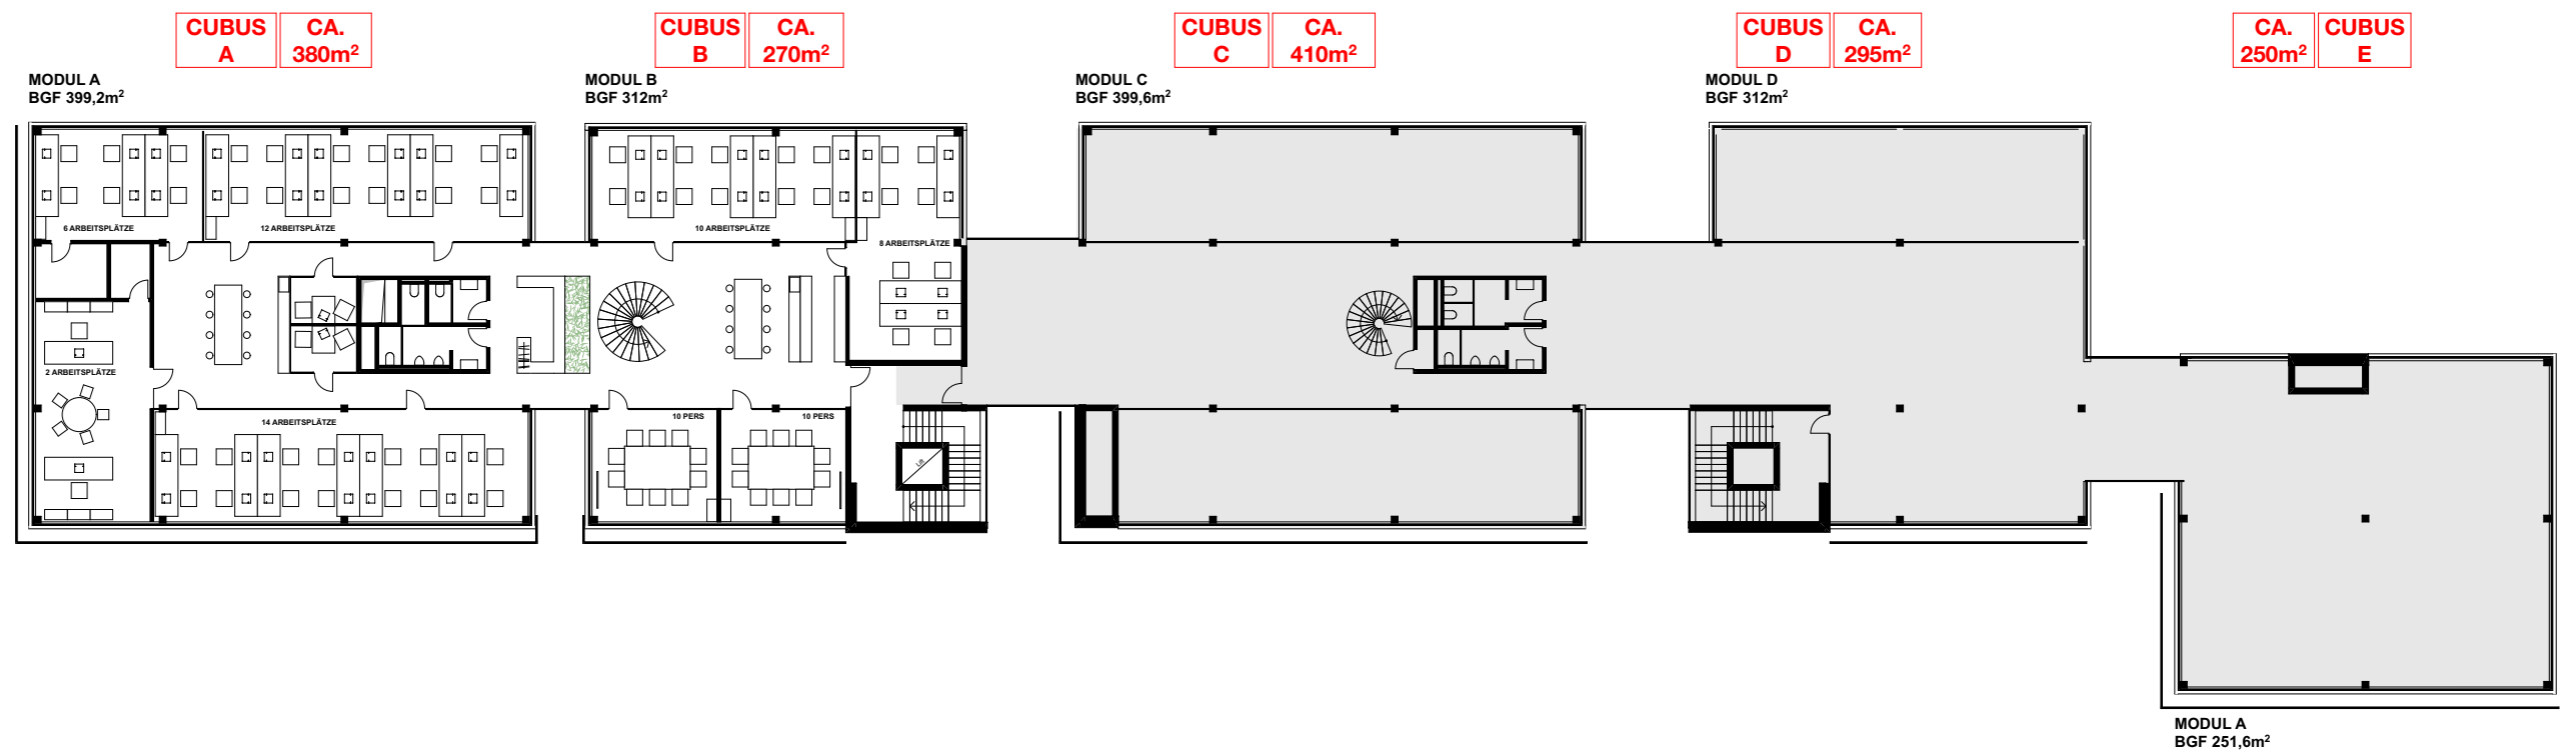 CUBUS
A
CA.
380m²
CUBUS
B
CA.
270m²
CUBUS
C
CA.
410m²
CUBUS
D
CA.
295m²
CA.
250m²
CUBUS
E
MODUL A
BGF 399,2m²
MODUL B
BGF 312m²
MODUL C
BGF 399,6m²
MODUL D
BGF 312m²
6 ARBEITSPLÄTZE
12 ARBEITSPLÄTZE
10 ARBEITSPLÄTZE
8 ARBEITSPLÄTZE
2 ARBEITSPLÄTZE
14 ARBEITSPLÄTZE
10 PERS
10 PERS
Lift
MODUL A
BGF 251,6m²